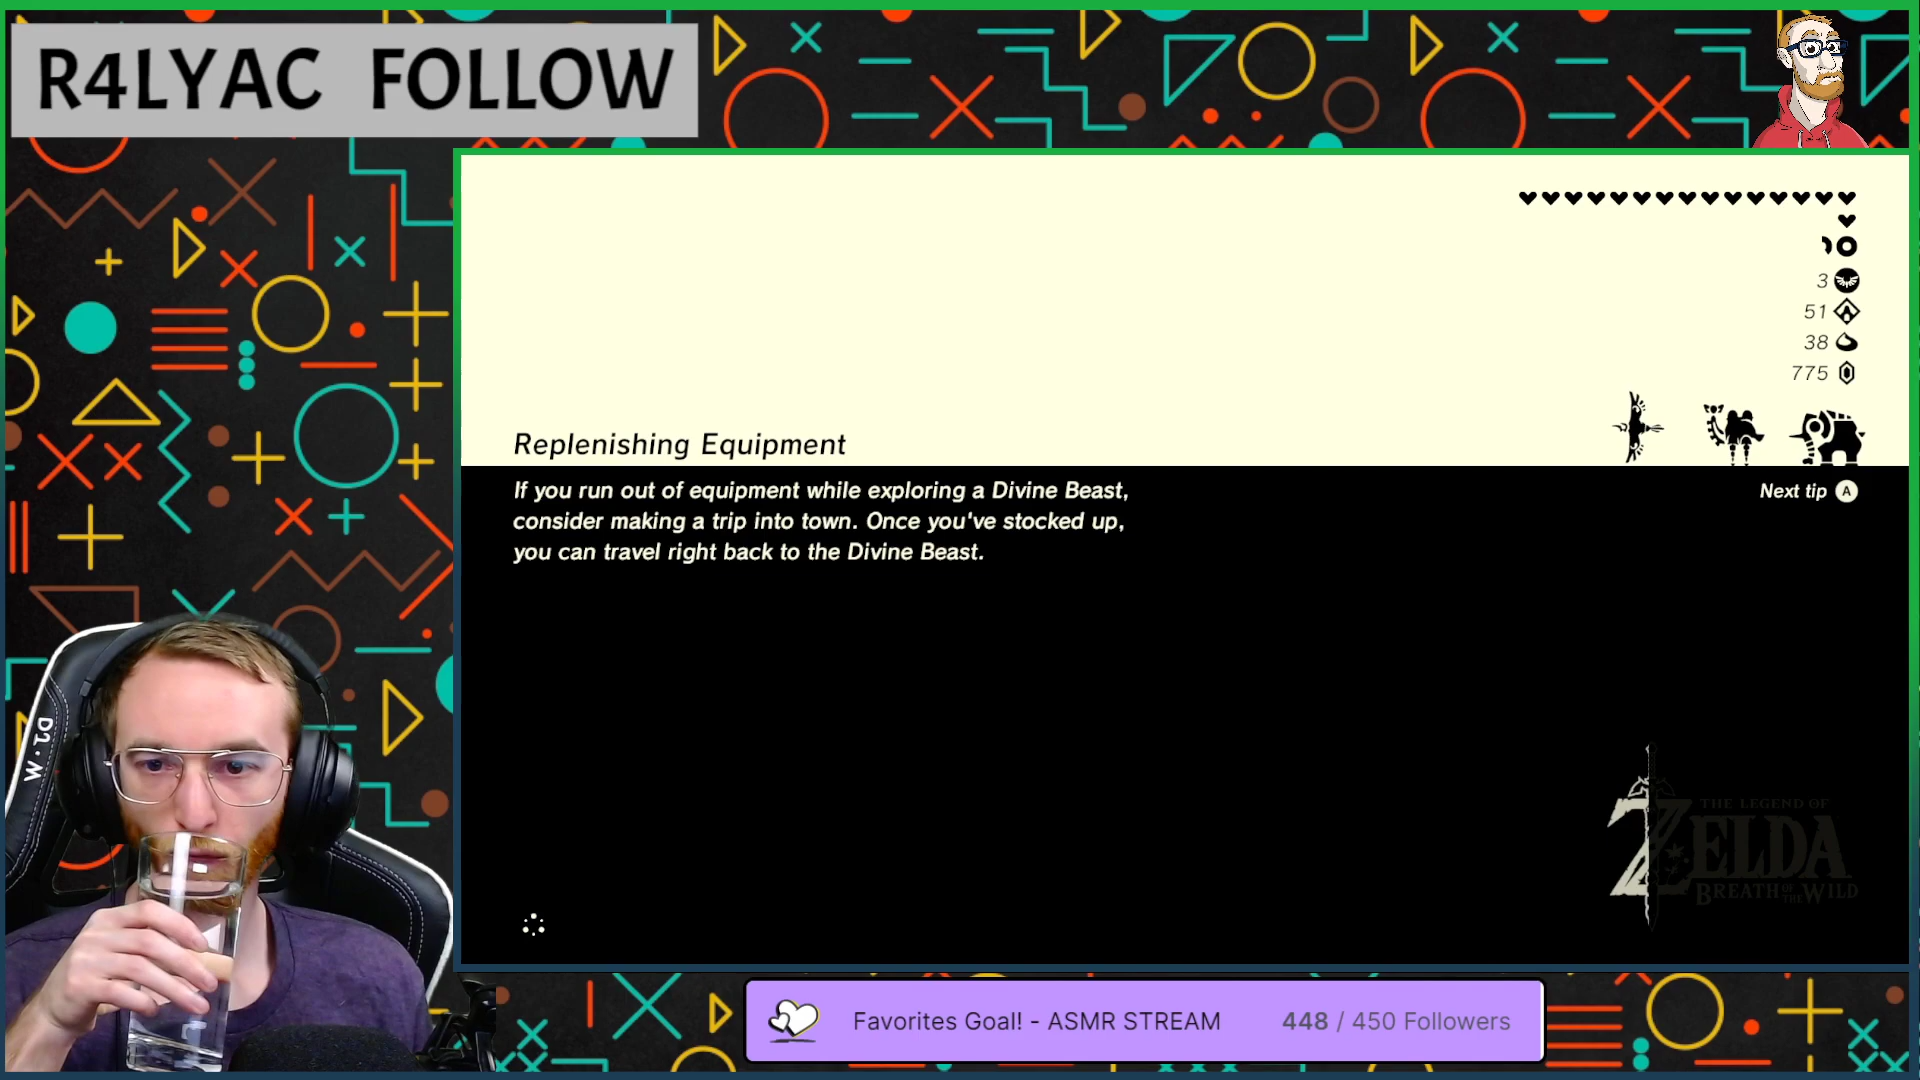 R4LYAC FOLLOW
3
51
38
775
Replenishing Equipment
If you run out of equipment while exploring a Divine Beast,
consider making a trip into town. Once you've stocked up,
you can travel right back to the Divine Beast.
Next tip A
THE LEGEND OF
ZELDA
BREATH OF THE WILD
Favorites Goal! - ASMR STREAM 448 / 450 Followers